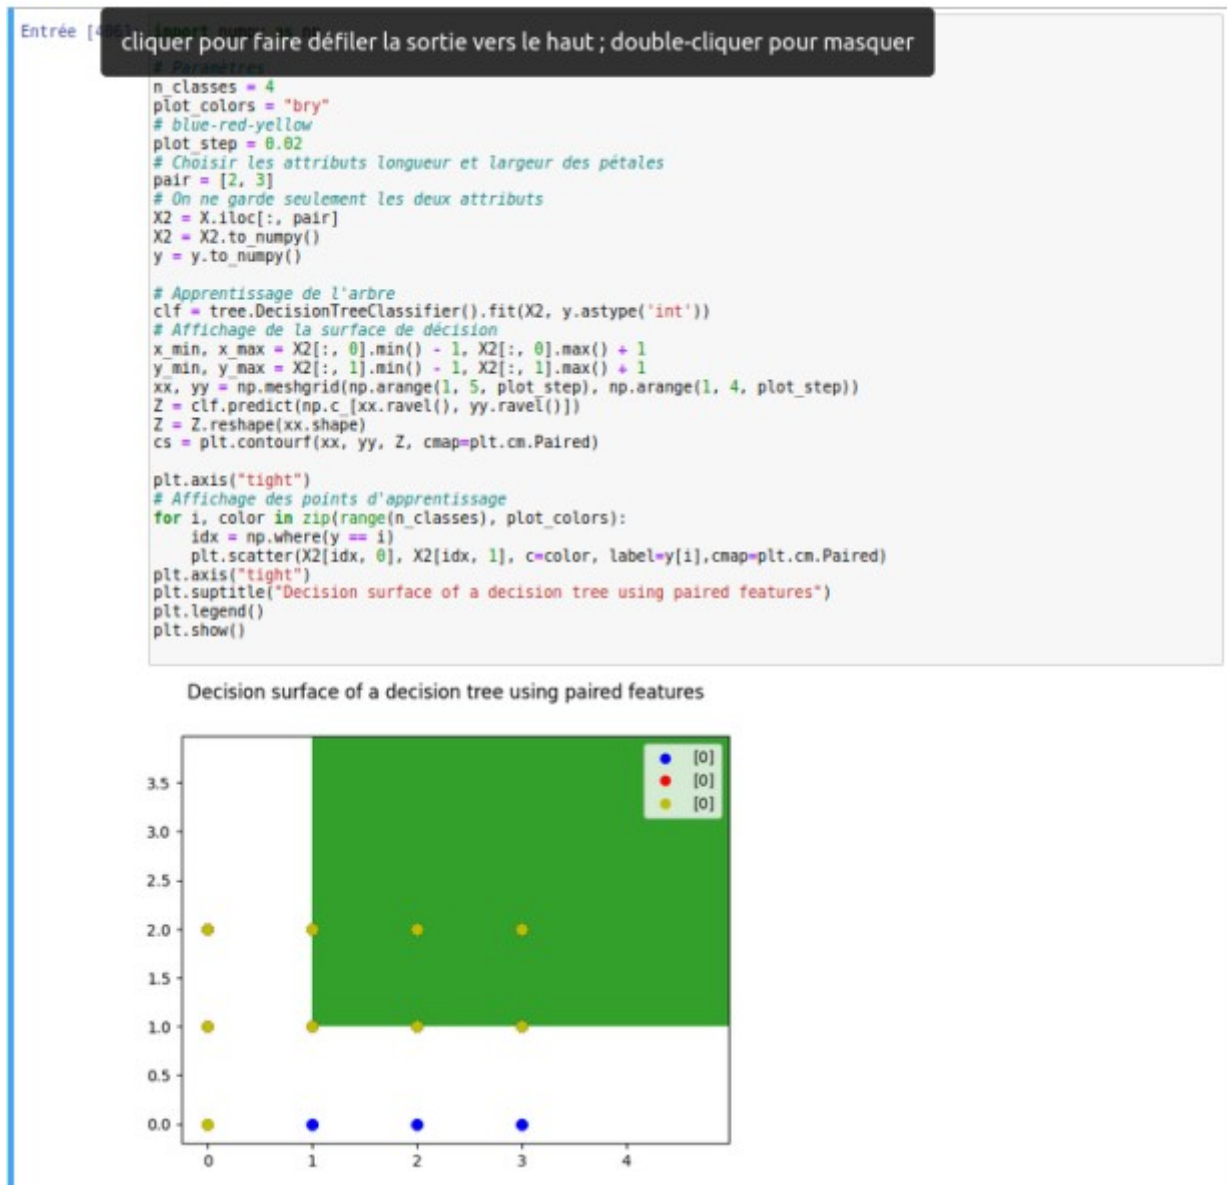 Entrée [4
cliquer pour faire défiler la sortie vers le haut ; double-cliquer pour masquer
# Paramètres
n_classes = 4
plot_colors = "bry"
# blue-red-yellow
plot_step = 0.02
# Choisir les attributs longueur et largeur des pétales
pair = [2, 3]
# On ne garde seulement les deux attributs
X2 = X.iloc[:, pair]
X2 = X2.to_numpy()
y = y.to_numpy()
# Apprentissage de l'arbre
clf = tree.DecisionTreeClassifier().fit(X2, y.astype('int'))
# Affichage de la surface de décision
x_min, x_max = X2[:, 0].min() - 1, X2[:, 0].max() + 1
y_min, y_max = X2[:, 1].min() - 1, X2[:, 1].max() + 1
xx, yy = np.meshgrid(np.arange(1, 5, plot_step), np.arange(1, 4, plot_step))
Z = clf.predict(np.c_[xx.ravel(), yy.ravel()])
Z = Z.reshape(xx.shape)
cs = plt.contourf(xx, yy, Z, cmap=plt.cm.Paired)
plt.axis("tight")
# Affichage des points d'apprentissage
for i, color in zip(range(n_classes), plot_colors):
    idx = np.where(y == i)
    plt.scatter(X2[idx, 0], X2[idx, 1], c=color, label=y[i],cmap=plt.cm.Paired)
plt.axis("tight")
plt.suptitle("Decision surface of a decision tree using paired features")
plt.legend()
plt.show()
Decision surface of a decision tree using paired features
[0]
[0]
[0]
3.5
3.0
2.5
2.0
1.5
1.0
0.5
0.0
0 1 2 3 4